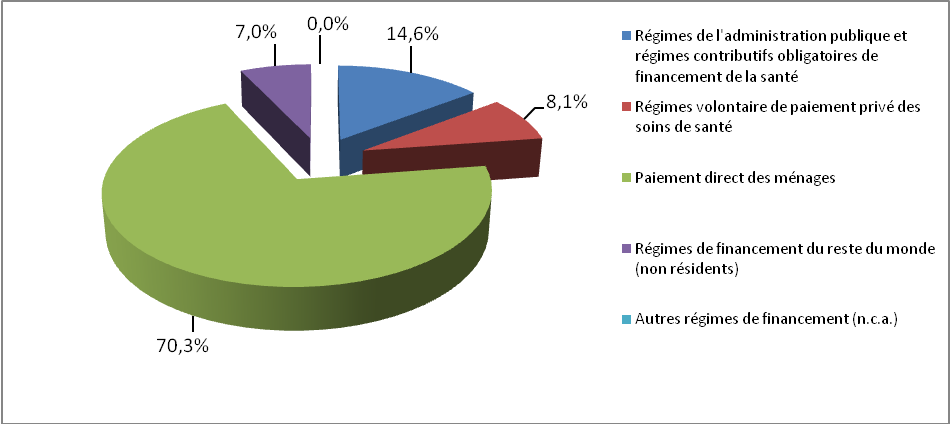 7,0%
0,0%
14,6%
8,1%
70,3%
Régimes de l'administration publique et
régimes contributifs obligatoires de
financement de la santé
Régimes volontaire de paiement privé des
soins de santé
Paiement direct des ménages
Régimes de financement du reste du monde
(non résidents)
Autres régimes de financement (n.c.a.)